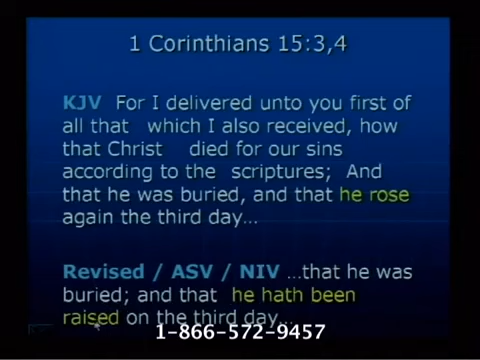 1 Corinthians 15:3,4
KJV For I delivered unto you first of
all that which I also received, how
that Christ died for our sins
according to the scriptures; And
that he was buried, and that he rose
again the third day...
Revised / ASV / NIV ...that he was
buried; and that he hath been
raised on the third day...
1-866-572-9457